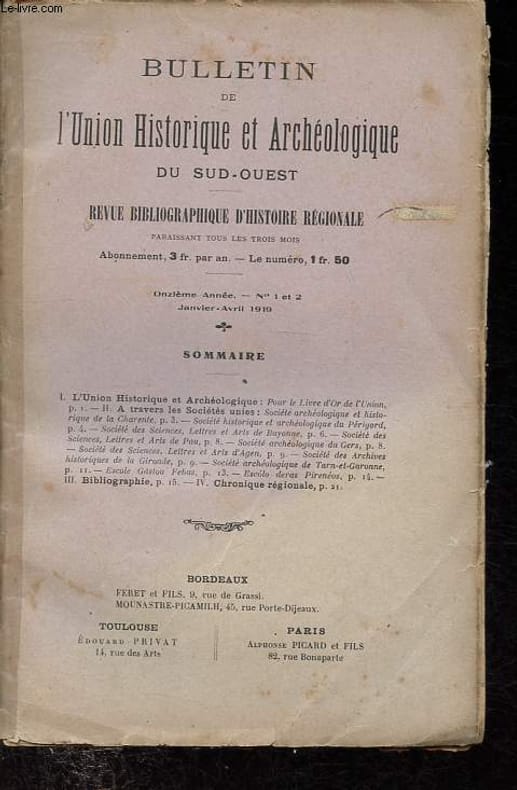 Le-livre.com
BULLETIN
DE
l'Union Historique et Archéologique
DU SUD-OUEST
REVUE BIBLIOGRAPHIQUE D'HISTOIRE RÉGIONALE
PARAISSANT TOUS LES TROIS MOIS
Abonnement, 3 fr. par an. — Le numéro, 1 fr. 50
Onzième Année. — Nos 1 et 2
Janvier-Avril 1919
SOMMAIRE
I. L'Union Historique et Archéologique : Pour le Livre d'Or de l'Union,
p. 1. — II. A travers les Sociétés unies : Société archéologique et histo-
rique de la Charente, p. 3. — Société historique et archéologique du Périgord,
p. 4. — Société des Sciences, Lettres et Arts de Bayonne, p. 6. — Société des
Sciences, Lettres et Arts de Pau, p. 8. — Société archéologique du Gers, p. 8.
— Société des Sciences, Lettres et Arts d'Agen, p. 9. — Société des Archives
historiques de la Gironde, p. 9. — Société archéologique de Tarn-et-Garonne,
p. 11. — Escole Gastou Febus, p. 13. — Escòlo deras Pirenéos, p. 14. —
III. Bibliographie, p. 15. — IV. Chronique régionale, p. 21.
BORDEAUX
FERET et FILS, 9, rue de Grassi.
MOUNASTRE-PICAMILH, 45, rue Porte-Dijeaux.
TOULOUSE
ÉDOUARD PRIVAT
14, rue des Arts
PARIS
ALPHONSE PICARD et FILS
82, rue Bonaparte